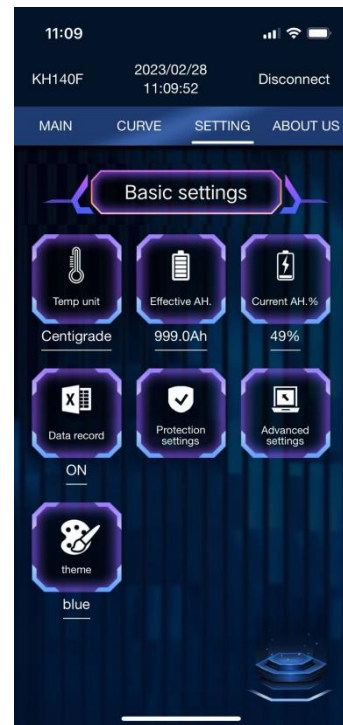 11:09
KH140F
2023/02/28
11:09:52
Disconnect
MAIN CURVE SETTING ABOUT US
Basic settings
Temp unit
Effective AH.
Current AH.%
Centigrade
999.0Ah
49%
X
Data record
Protection
settings
Advanced
settings
ON
theme
blue